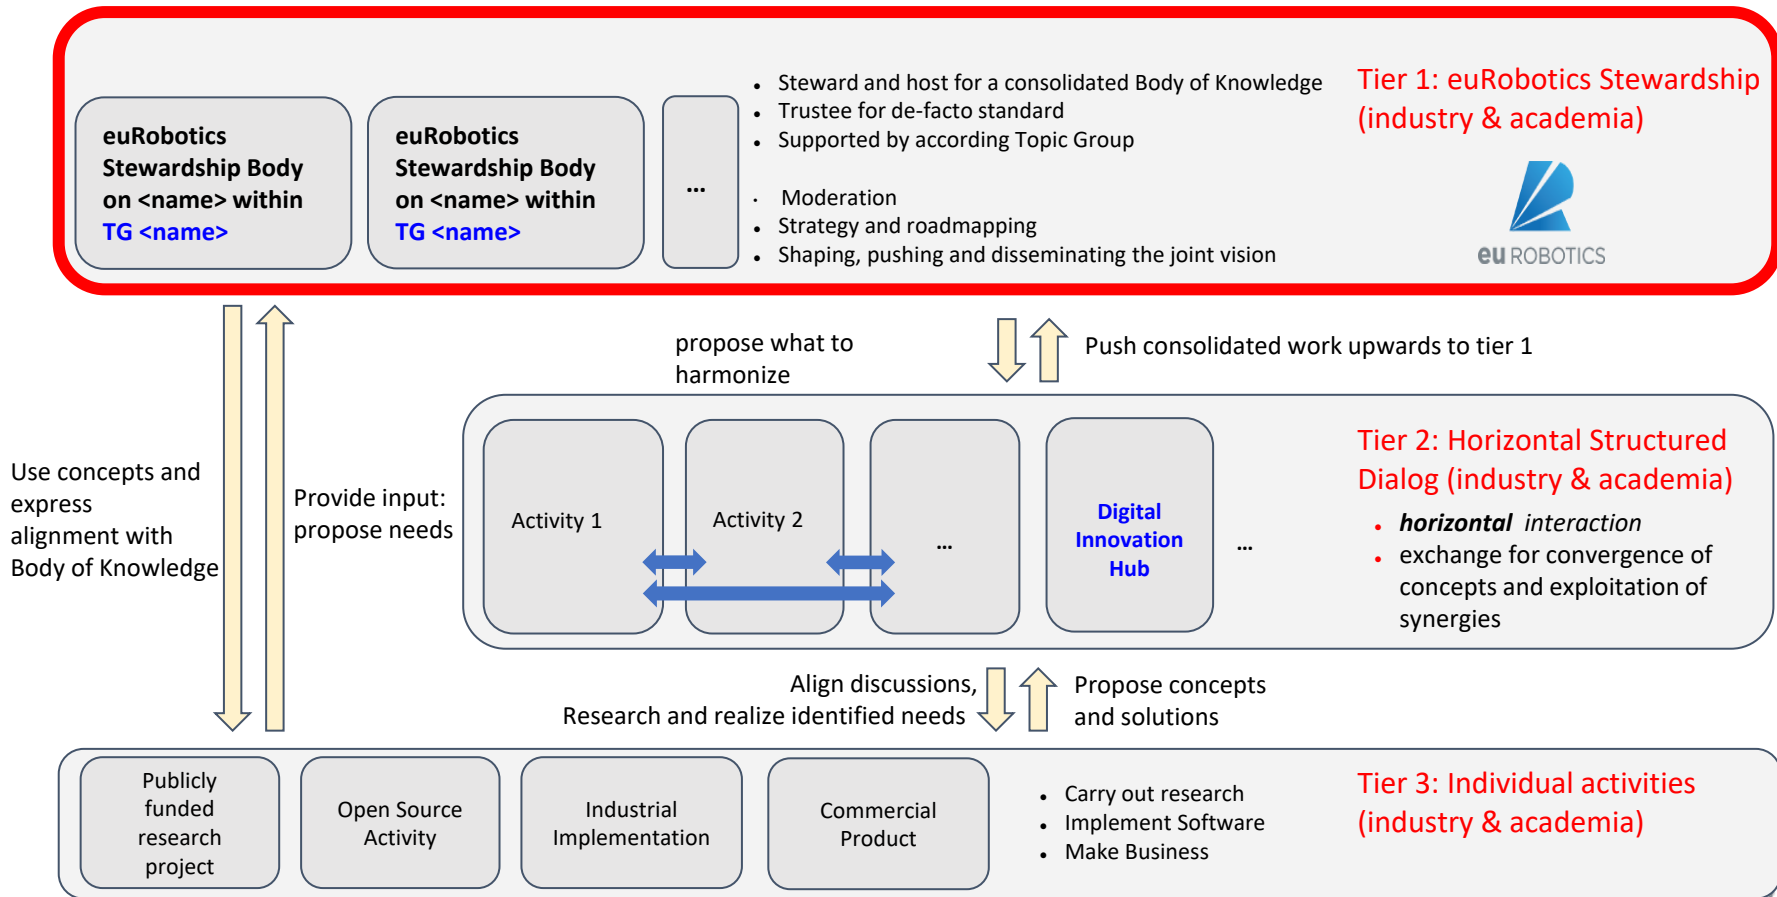 euRobotics
Stewardship Body
on <name> within
TG <name>
euRobotics
Stewardship Body
on <name> within
TG <name>
...
• Steward and host for a consolidated Body of Knowledge
• Trustee for de-facto standard
• Supported by according Topic Group
• Moderation
• Strategy and roadmapping
• Shaping, pushing and disseminating the joint vision
Tier 1: euRobotics Stewardship
(industry & academia)
eu ROBOTICS
propose what to
harmonize
Push consolidated work upwards to tier 1
Use concepts and
express
alignment with
Body of Knowledge
Provide input:
propose needs
Activity 1
Activity 2
...
Digital
Innovation
Hub
...
Tier 2: Horizontal Structured
Dialog (industry & academia)
• horizontal interaction
• exchange for convergence of
concepts and exploitation of
synergies
Align discussions,
Research and realize identified needs
Propose concepts
and solutions
Publicly
funded
research
project
Open Source
Activity
Industrial
Implementation
Commercial
Product
• Carry out research
• Implement Software
• Make Business
Tier 3: Individual activities
(industry & academia)